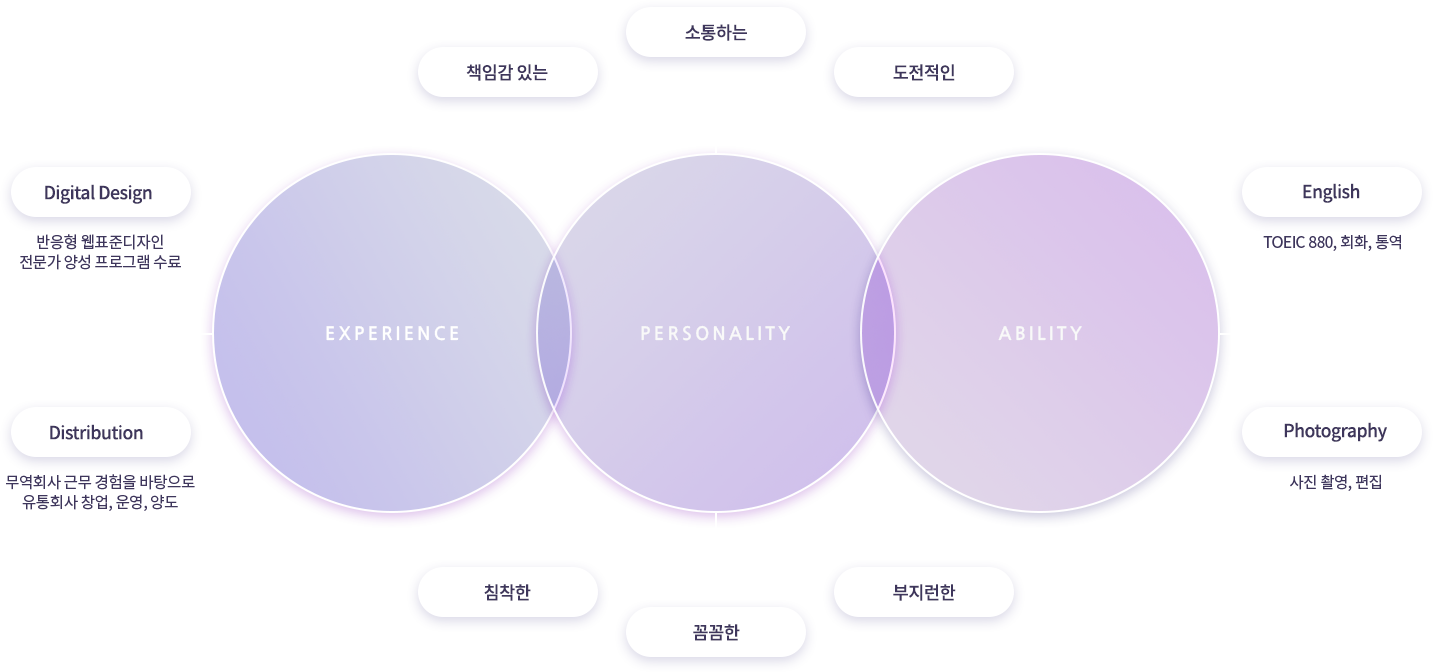 소통하는
책임감 있는
도전적인
Digital Design
반응형 웹표준디자인
전문가 양성 프로그램 수료
English
TOEIC 880, 회화, 통역
EXPERIENCE
PERSONALITY
ABILITY
Distribution
무역회사 근무 경험을 바탕으로
유통회사 창업, 운영, 양도
Photography
사진 촬영, 편집
침착한
부지런한
꼼꼼한